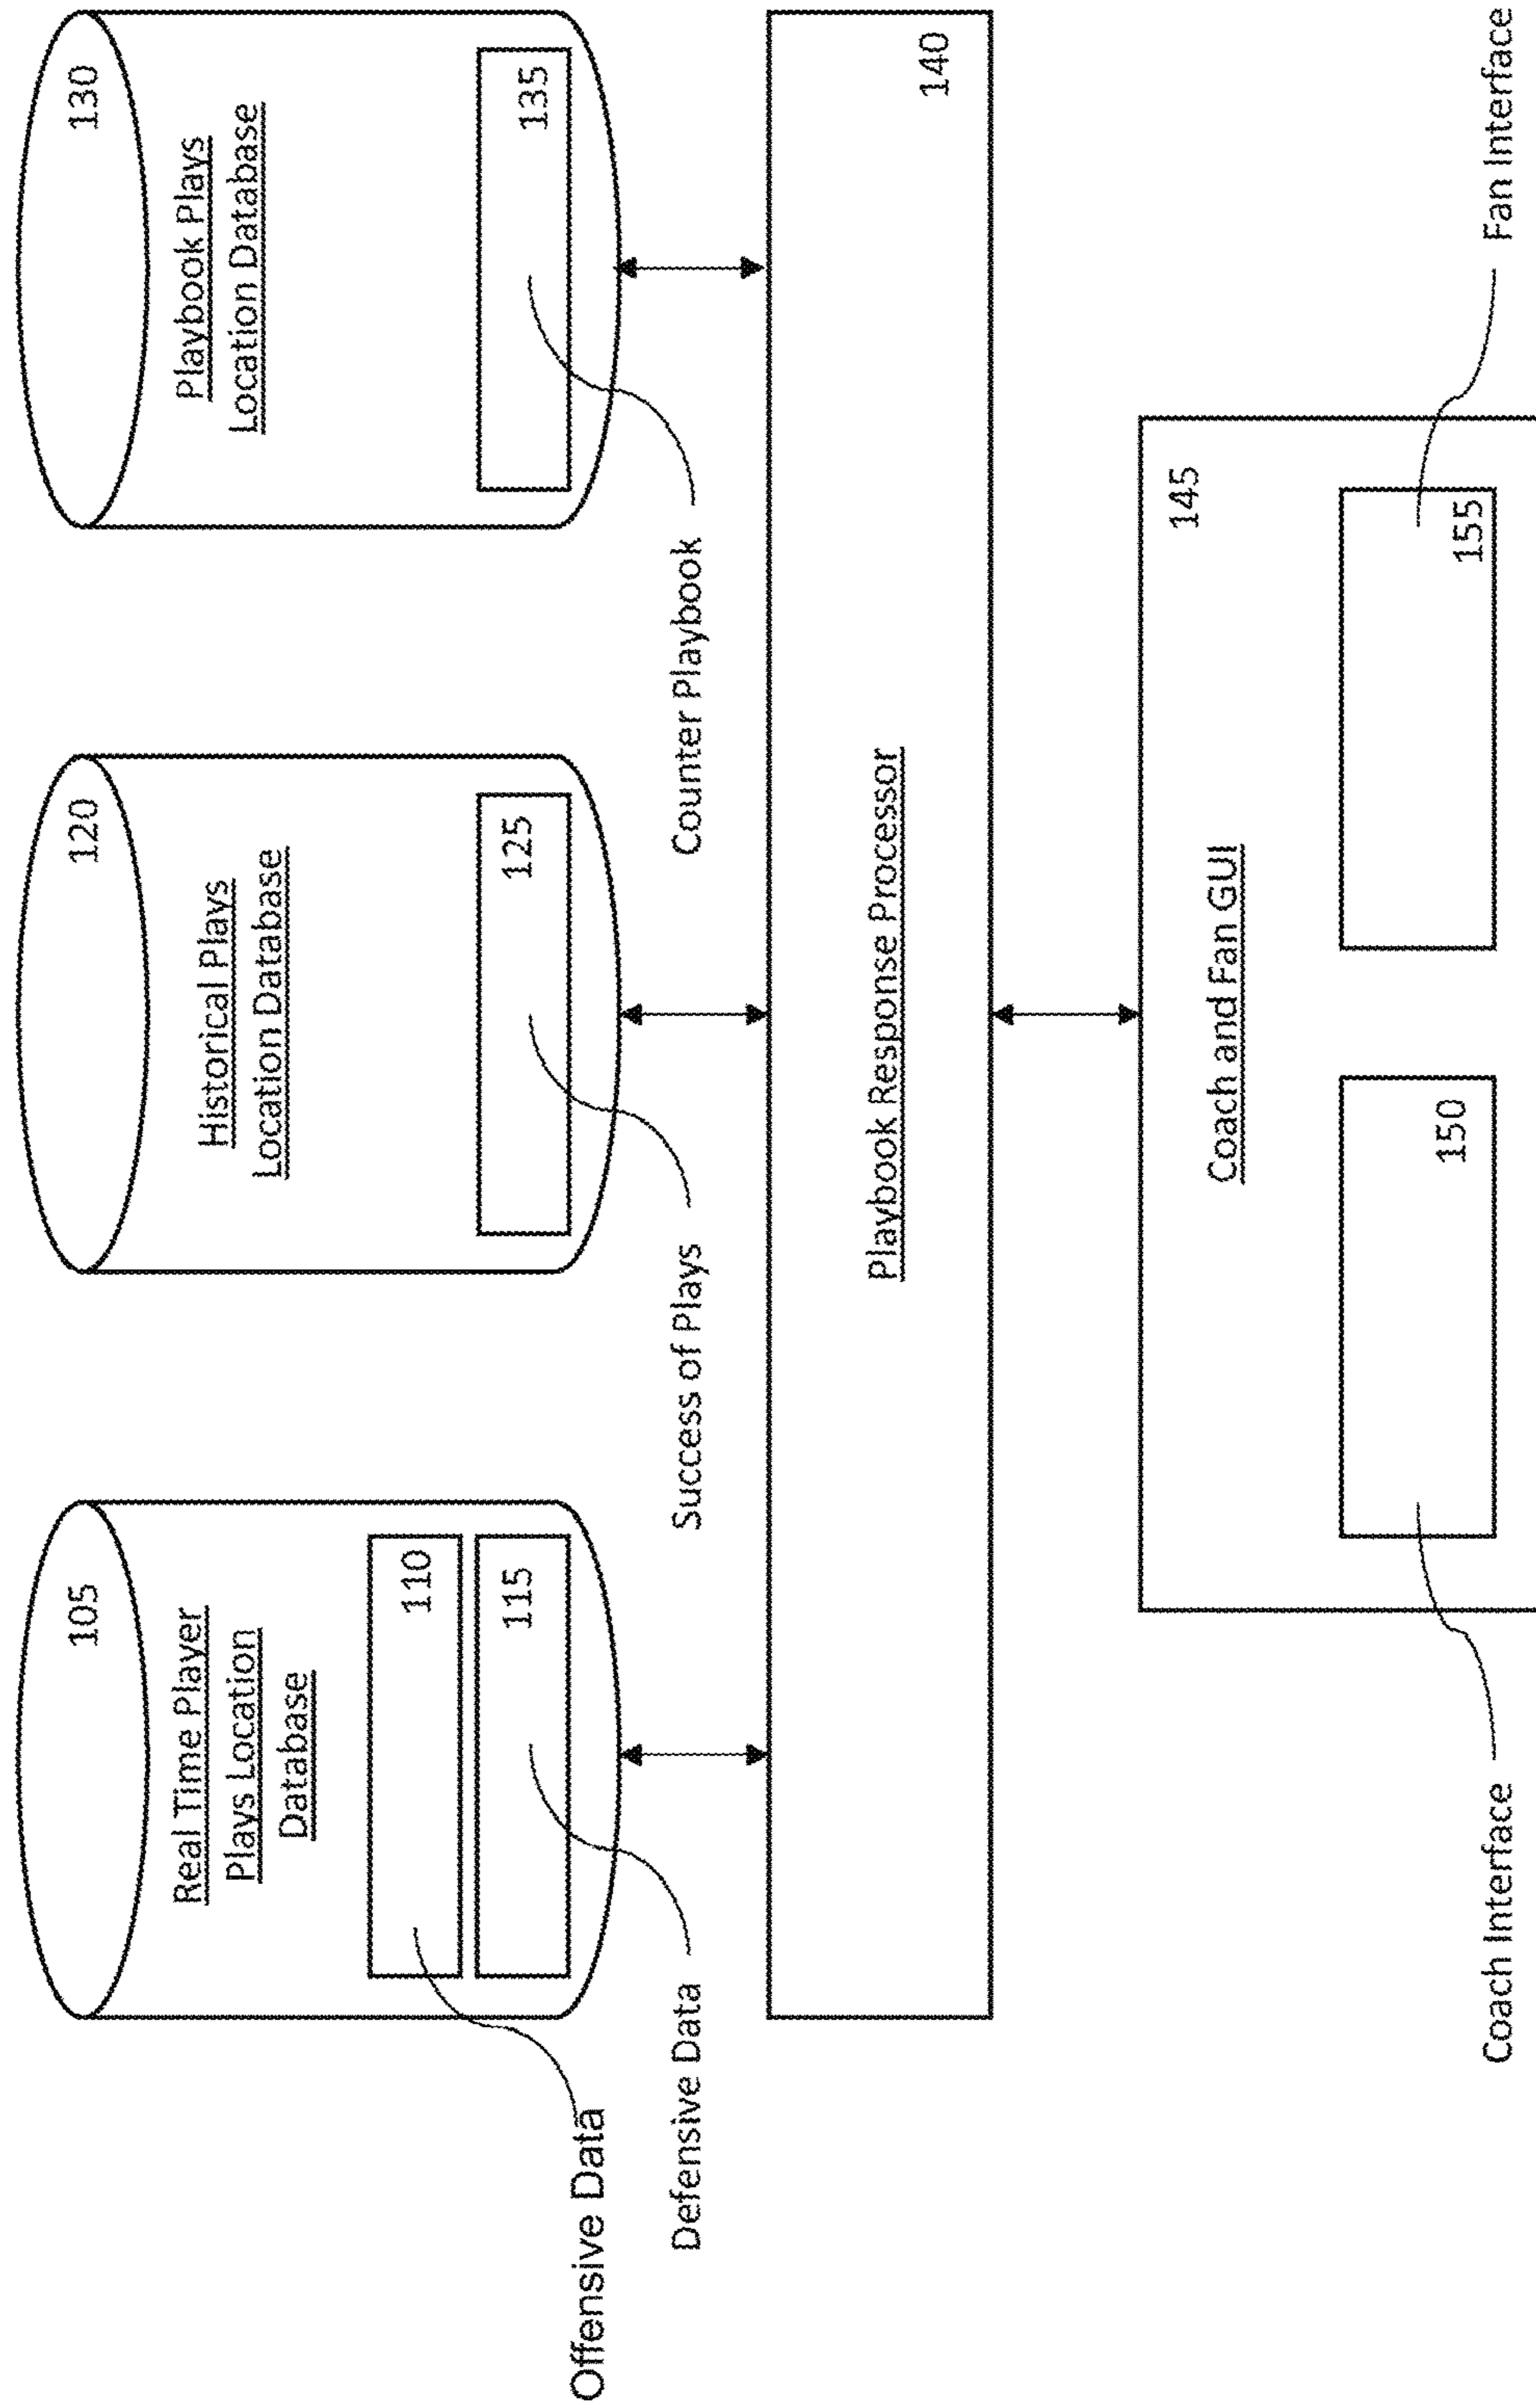 105
Real Time Player
Plays Location
Database
110
115
Offensive Data
Defensive Data
120
Historical Plays
Location Database
125
Success of Plays
130
Playbook Plays
Location Database
135
Counter Playbook
Playbook Response Processor
140
145
Coach and Fan GUI
150
155
Coach Interface
Fan Interface